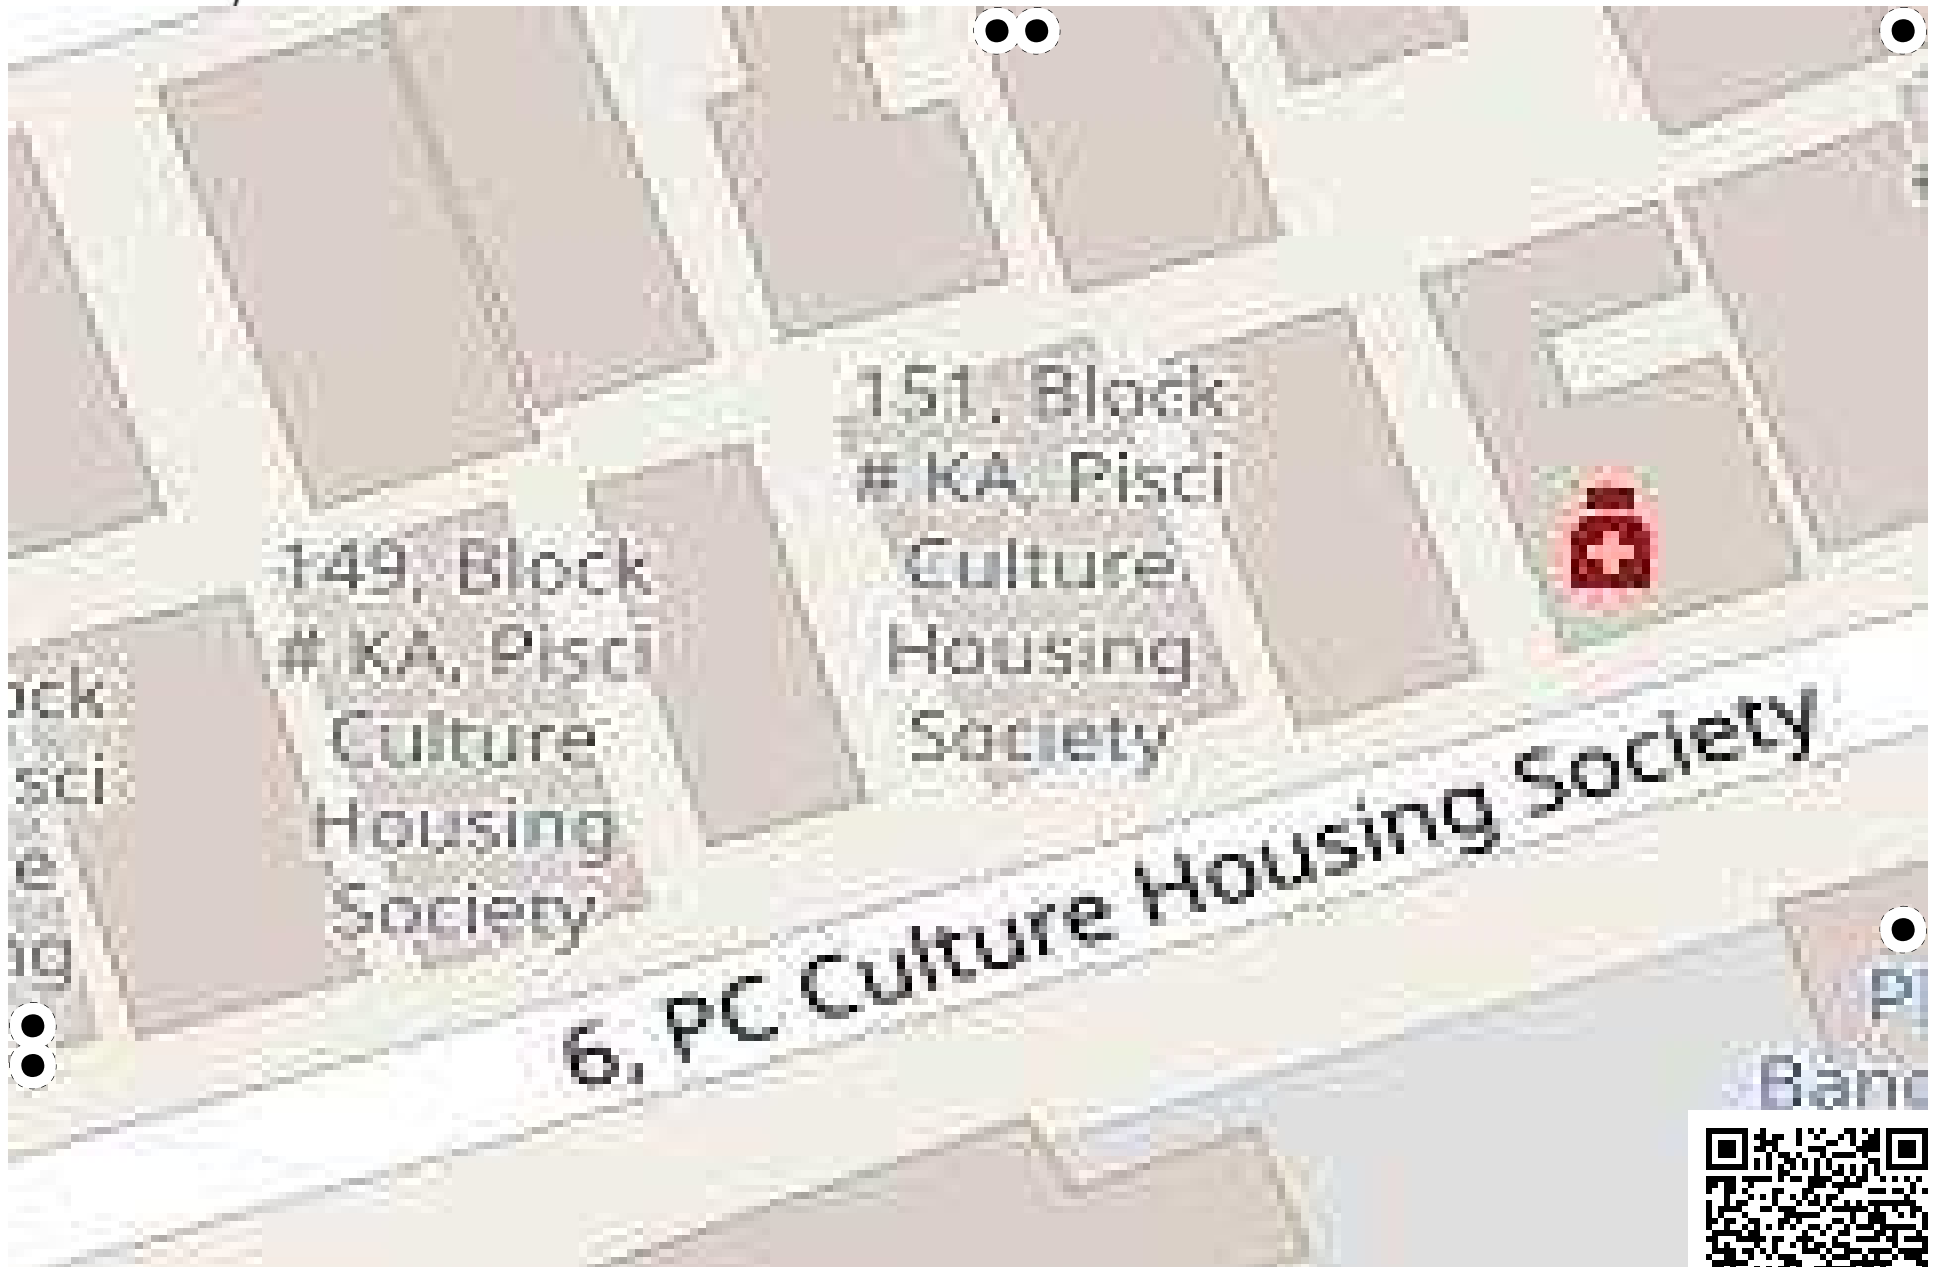 151, Block
# KA, Pisci
Culture
Housing
Society
149, Block
# KA, Pisci
Culture
Housing
Society
6, PC Culture Housing Society